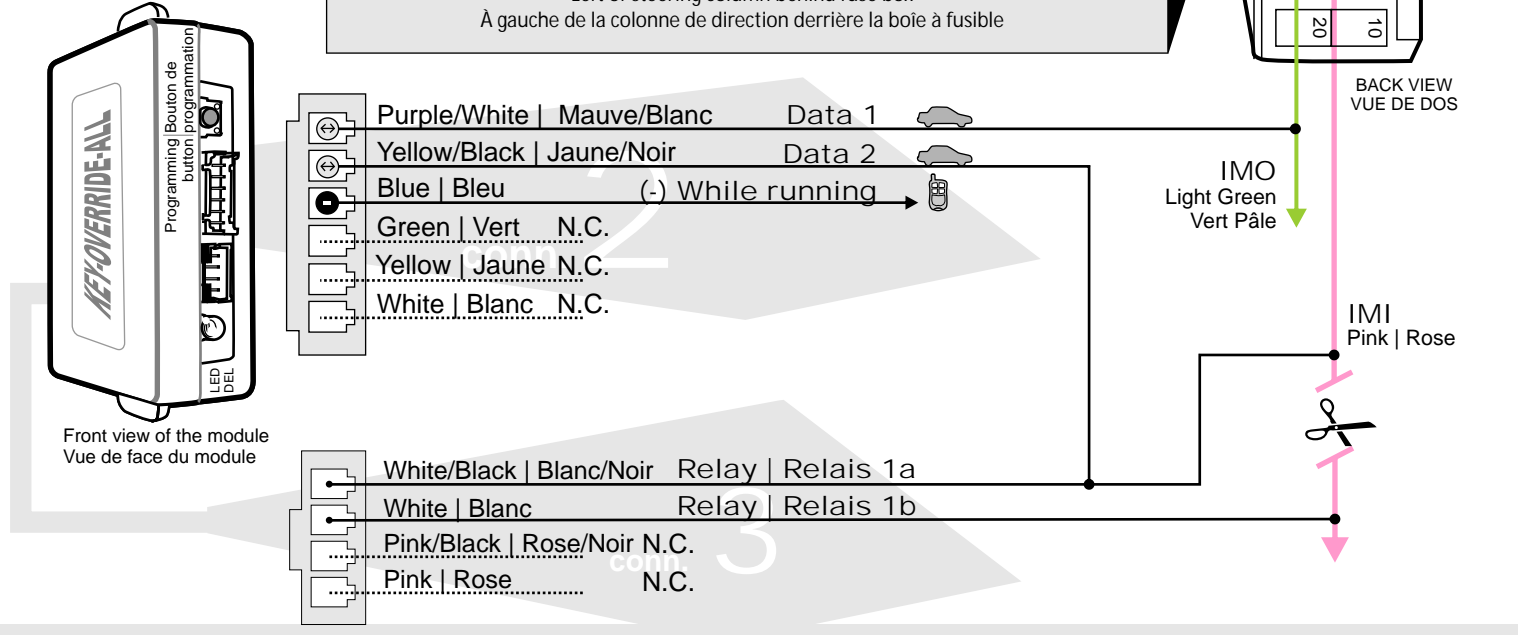 À gauche de la colonne de direction derrière la boîe à fusible
20
10
BACK VIEW
VUE DE DOS
KEY-OVERRIDE-ALL
Programming | Bouton de
button | programmation
LED
DEL
Front view of the module
Vue de face du module
Purple/White | Mauve/Blanc Data 1
Yellow/Black | Jaune/Noir Data 2
Blue | Bleu (-) While running
Green | Vert N.C.
Yellow | Jaune N.C.
White | Blanc N.C.
conn. 2
IMO
Light Green
Vert Pâle
IMI
Pink | Rose
White/Black | Blanc/Noir Relay | Relais 1a
White | Blanc Relay | Relais 1b
Pink/Black | Rose/Noir N.C.
Pink | Rose N.C.
conn. 3